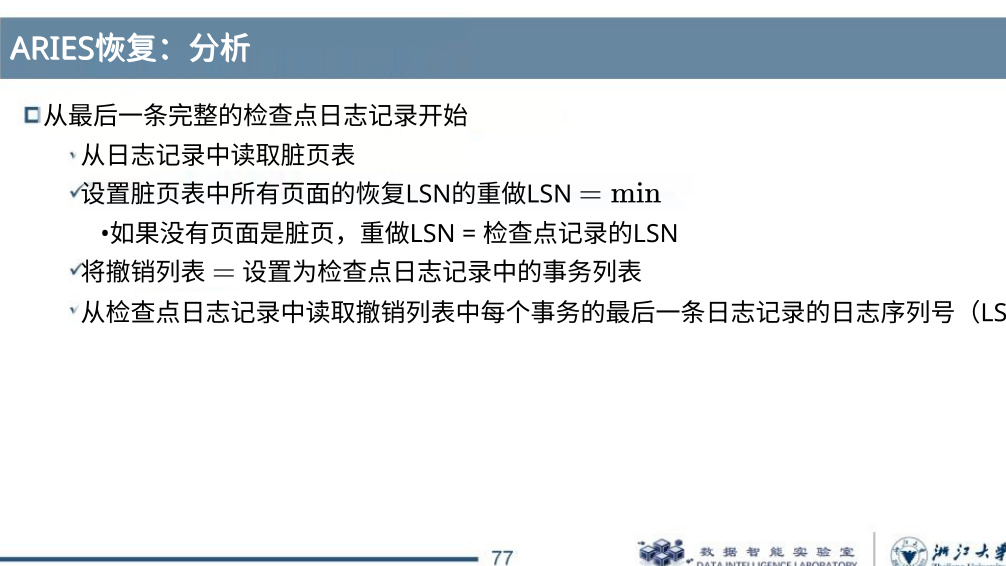 ARIES恢复：分析
从最后一条完整的检查点日志记录开始
从日志记录中读取脏页表
设置脏页表中所有页面的恢复LSN的重做LSN = min
•如果没有页面是脏页，重做LSN = 检查点记录的LSN
将撤销列表 = 设置为检查点日志记录中的事务列表
从检查点日志记录中读取撤销列表中每个事务的最后一条日志记录的日志序列号（LS
77
数据智能实验室
DATA INTELLIGENCE LABORATORY
浙江大学